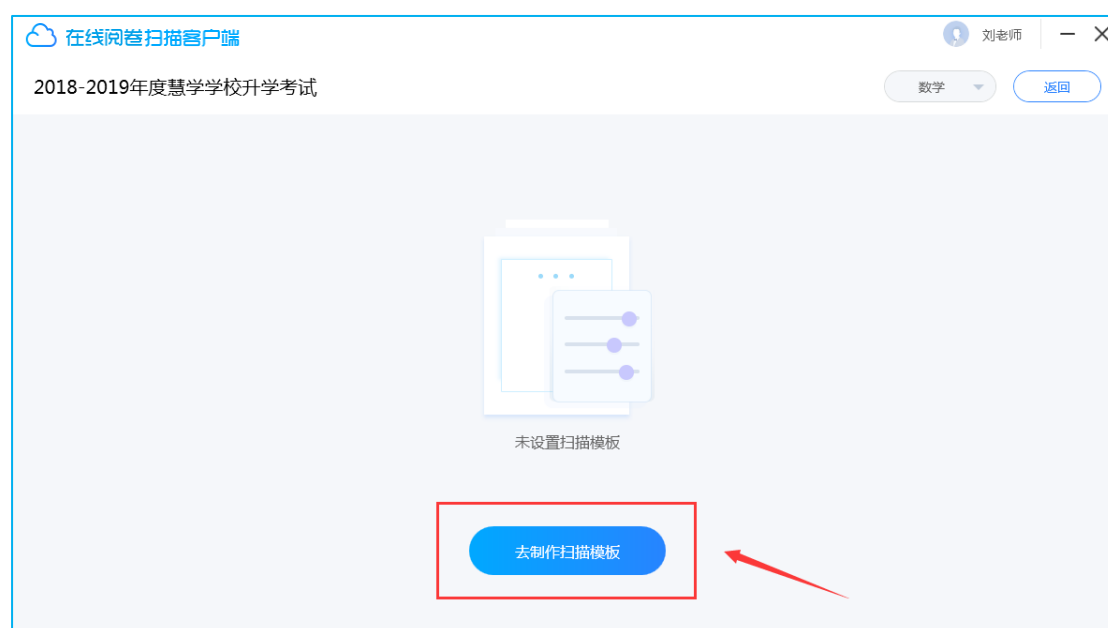 在线阅卷扫描客户端
刘老师
2018-2019年度慧学学校升学考试
数学
返回
未设置扫描模板
去制作扫描模板